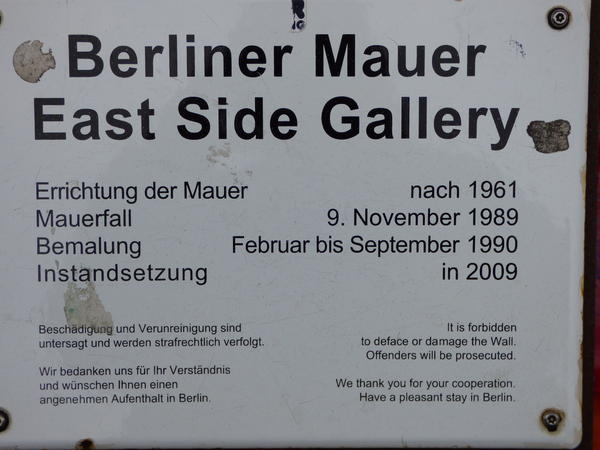 Berliner Mauer
East Side Gallery
Errichtung der Mauer nach 1961
Mauerfall 9. November 1989
Bemalung Februar bis September 1990
Instandsetzung in 2009
Beschädigung und Verunreinigung sind
untersagt und werden strafrechtlich verfolgt.
Wir bedanken uns für Ihr Verständnis
und wünschen Ihnen einen
angenehmen Aufenthalt in Berlin.
It is forbidden
to deface or damage the Wall.
Offenders will be prosecuted.
We thank you for your cooperation.
Have a pleasant stay in Berlin.